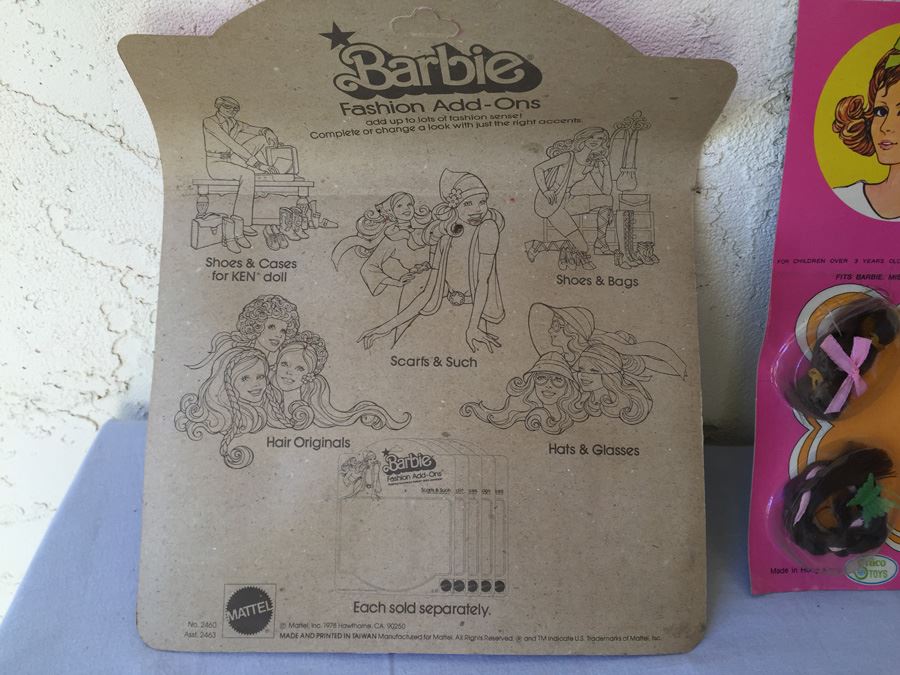 Barbie
Fashion Add-Ons
add up to lots of fashion sense!
Complete or change a look with just the right accents.
Shoes & Cases
for KEN™ doll
Scarfs & Such
Shoes & Bags
Hair Originals
Hats & Glasses
Barbie
Fashion Add-Ons
Scarfs & Such
Each sold separately.
MATTEL
No. 2460
Asst. 2463
© Mattel, Inc. 1978 Hawthorne, CA. 90250
MADE AND PRINTED IN TAIWAN Manufactured for Mattel. All Rights Reserved. ® and TM indicate U.S. Trademarks of Mattel, Inc.
FOR CHILDREN OVER 3 YEARS
FITS BARBIE
Made in
TOYS